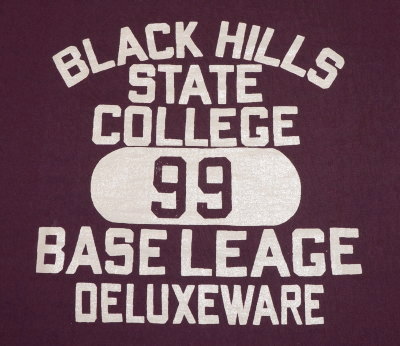 BLACK HILLS
STATE
COLLEGE
99
BASE LEAGE
DELUXEWARE